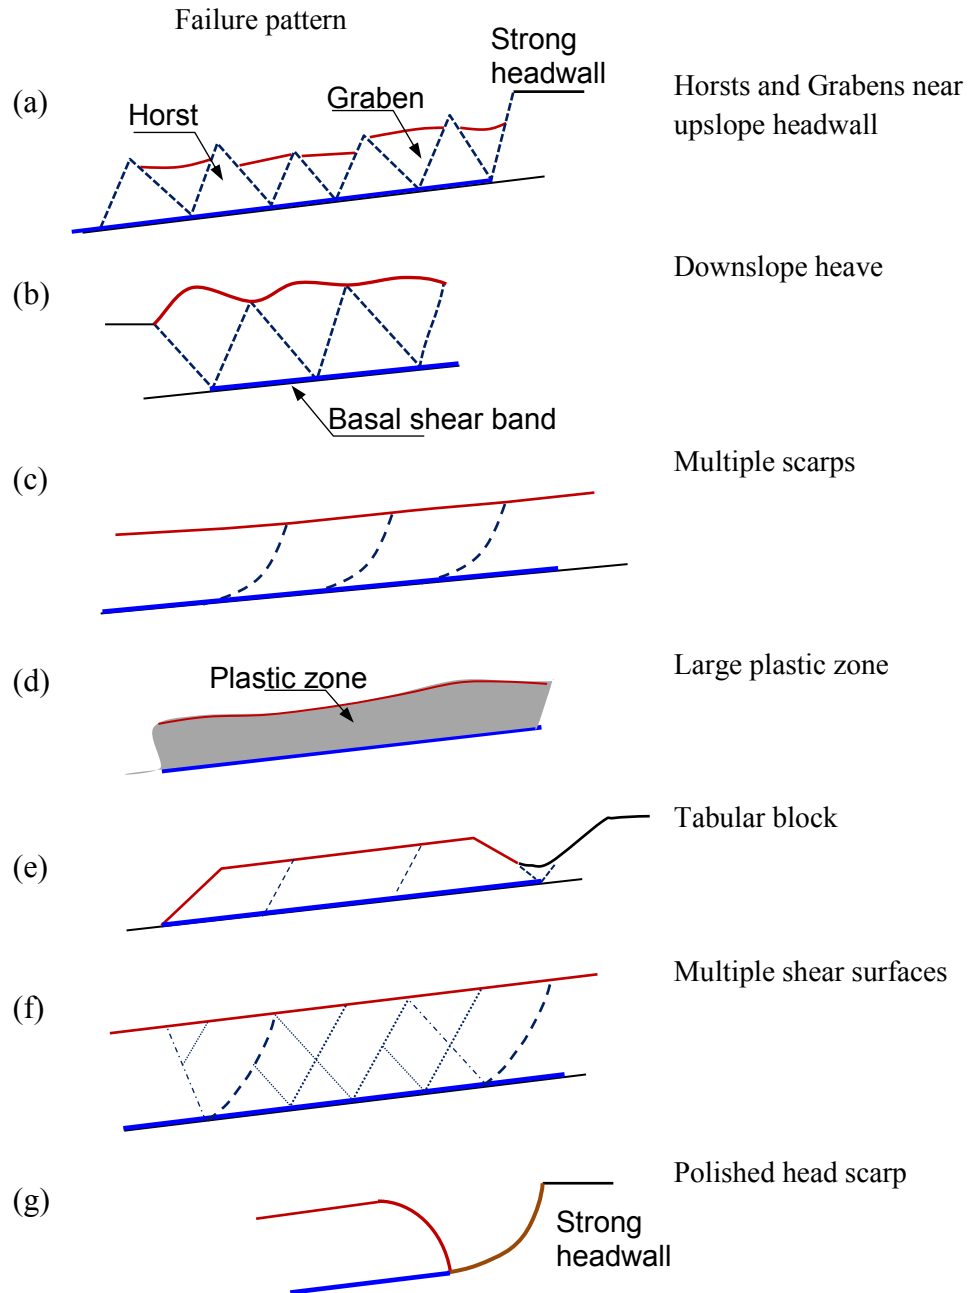 Failure pattern
Strong
headwall
(a)
Horst
Graben
Horsts and Grabens near
upslope headwall
(b)
Downslope heave
Basal shear band
(c)
Multiple scarps
(d)
Plastic zone
Large plastic zone
(e)
Tabular block
(f)
Multiple shear surfaces
(g)
Polished head scarp
Strong
headwall